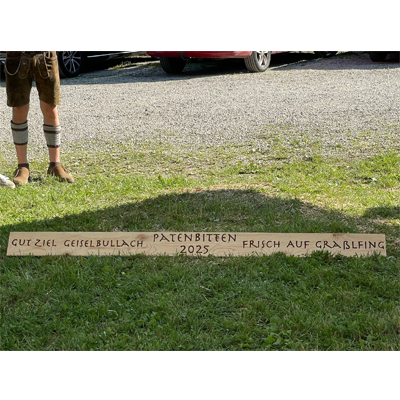 GUT ZIEL GEISELBULLACH PATENBITTEN FRISCH AUF GRAßLFING
2025